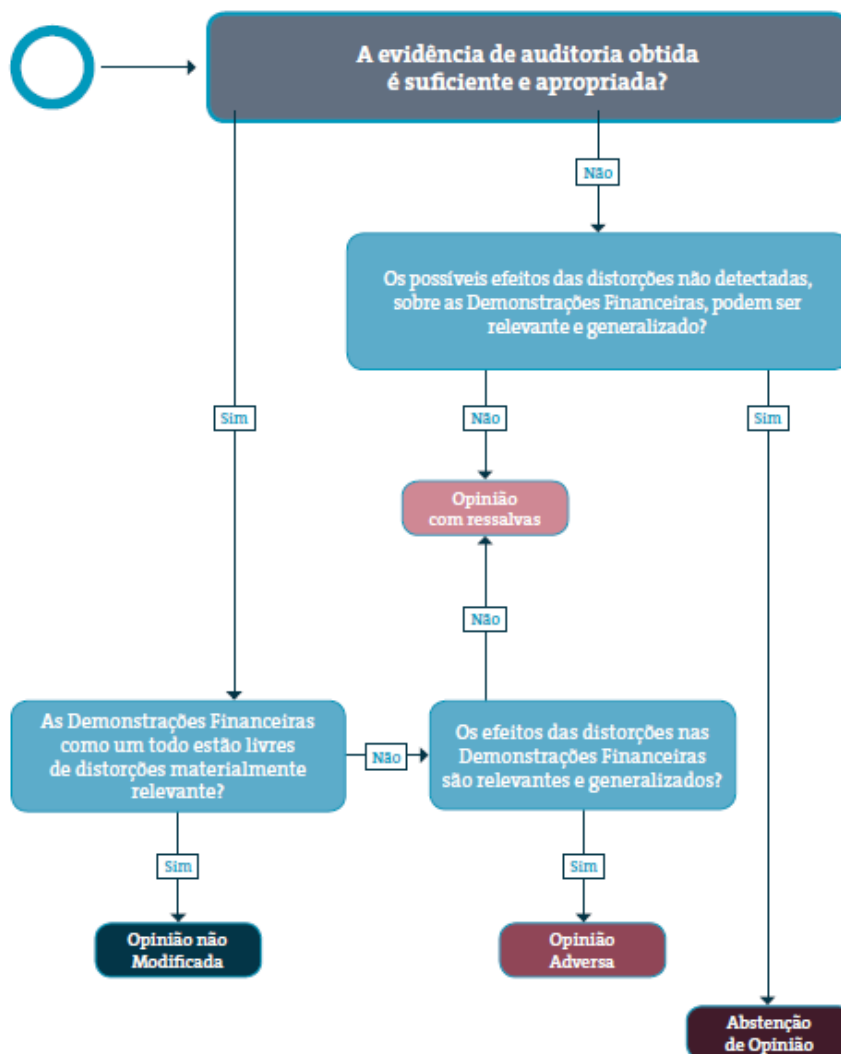 A evidência de auditoria obtida
é suficiente e apropriada?
Não
Os possíveis efeitos das distorções não detectadas,
sobre as Demonstrações Financeiras, podem ser
relevante e generalizado?
Sim
Não
Sim
Opinião
com ressalvas
Não
As Demonstrações Financeiras
como um todo estão livres
de distorções materialmente
relevante?
Não
Os efeitos das distorções nas
Demonstrações Financeiras
são relevantes e generalizados?
Sim
Sim
Opinião não
Modificada
Opinião
Adversa
Abstenção
de Opinião